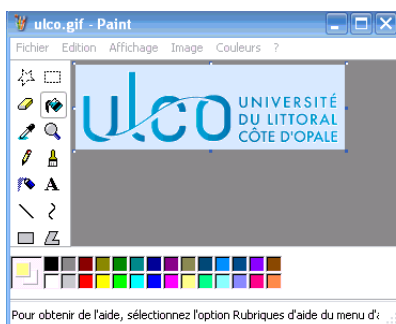 ulco.gif - Paint
Fichier Edition Affichage Image Couleurs ?
A
ulco
UNIVERSITÉ
DU LITTORAL
CÔTE D'OPALE
Pour obtenir de l'aide, sélectionnez l'option Rubriques d'aide du menu